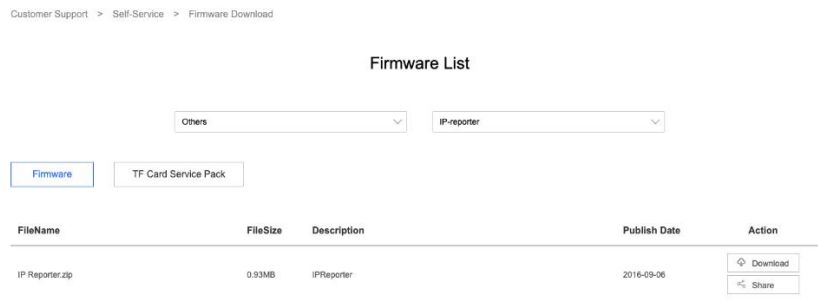 Customer Support > Self-Service > Firmware Download
Firmware List
Others IP-reporter
Firmware TF Card Service Pack
FileName FileSize Description Publish Date Action
Download
IP Reporter.zip 0.93MB IPReporter 2016-09-06
Share